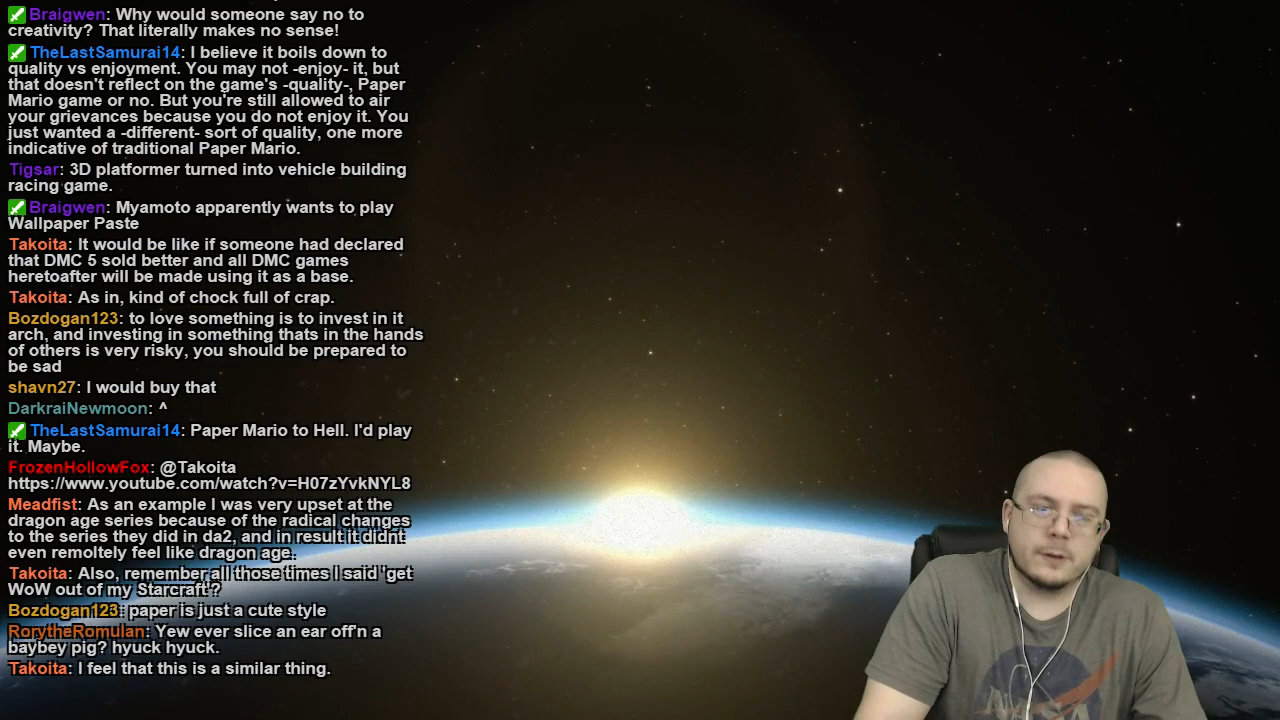 Braigwen: Why would someone say no to
creativity? That literally makes no sense!
TheLastSamurai14: I believe it boils down to
quality vs enjoyment. You may not -enjoy- it, but
that doesn't reflect on the game's -quality-, Paper
Mario game or no. But you're still allowed to air
your grievances because you do not enjoy it. You
just wanted a -different- sort of quality, one more
indicative of traditional Paper Mario.
Tigsar: 3D platformer turned into vehicle building
racing game.
Braigwen: Myamoto apparently wants to play
Wallpaper Paste
Takoita: It would be like if someone had declared
that DMC 5 sold better and all DMC games
heretoafter will be made using it as a base.
Takoita: As in, kind of chock full of crap.
Bozdogan123: to love something is to invest in it
arch, and investing in something thats in the hands
of others is very risky, you should be prepared to
be sad
shavn27: I would buy that
DarkraiNewmoon: ^
TheLastSamurai14: Paper Mario to Hell. I'd play
it. Maybe.
FrozenHollowFox: @Takoita
https://www.youtube.com/watch?v=H07zYvkNYL8
Meadfist: As an example I was very upset at the
dragon age series because of the radical changes
to the series they did in da2, and in result it didnt
even remoltely feel like dragon age.
Takoita: Also, remember all those times I said 'get
WoW out of my Starcraft'?
Bozdogan123: paper is just a cute style
RorytheRomulan: Yew ever slice an ear off'n a
baybey pig? hyuck hyuck.
Takoita: I feel that this is a similar thing.
NASA